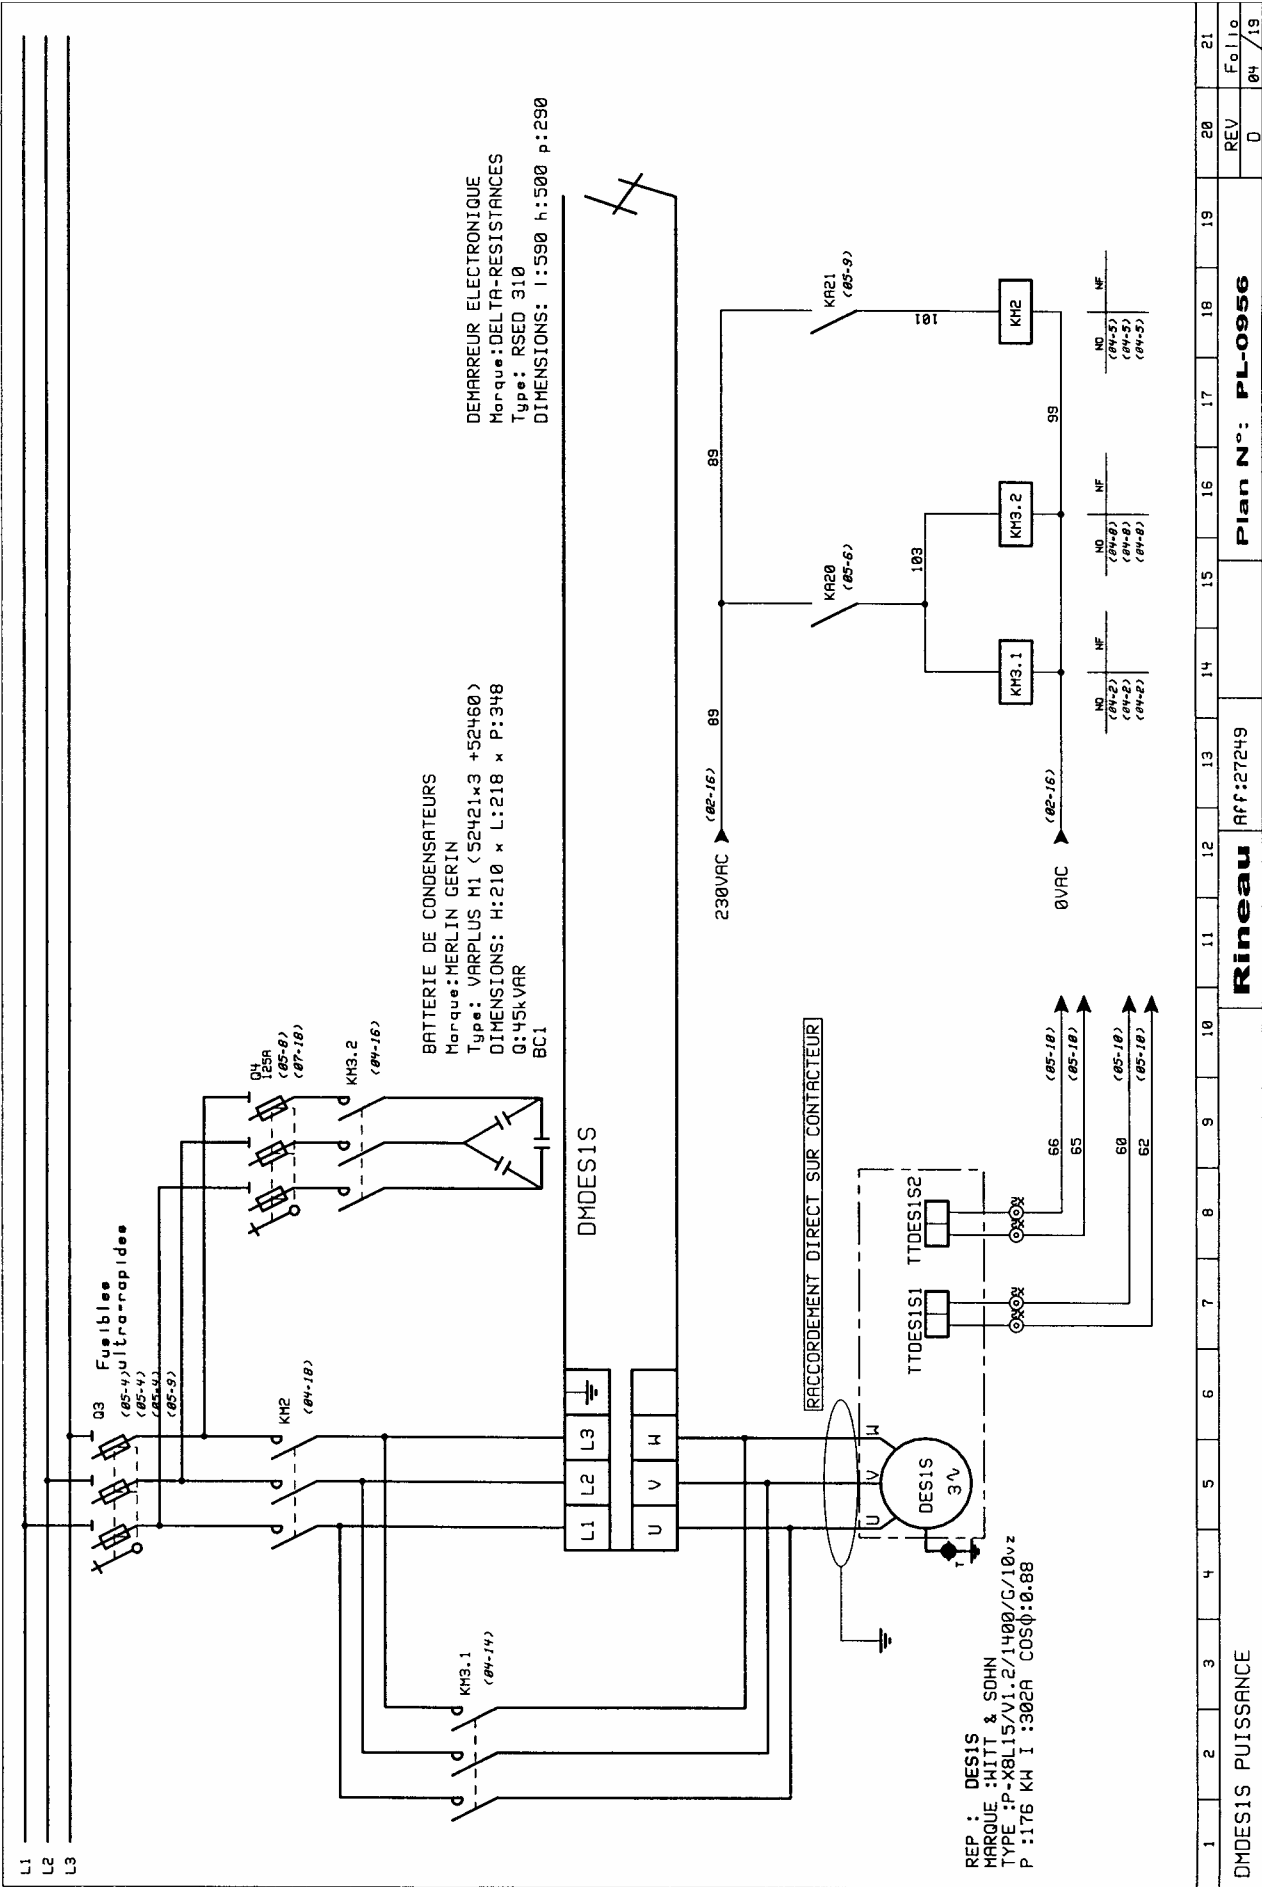 L1
L2
L3
Q3
Fusibles
ultra-rapides
(05-4)
(05-4)
(05-4)
(05-9)
Q4
125A
(05-8)
(07-18)
KM2
(04-18)
KM3.2
(04-16)
KM3.1
(04-14)
BATTERIE DE CONDENSATEURS
Marque:MERLIN GERIN
Type: VARPLUS M1 (52421x3 +52460)
DIMENSIONS: H:210 x L:218 x P:348
Q:45kVAR
BC1
DEMARREUR ELECTRONIQUE
Marque:DELTA-RESISTANCES
Type: RSED 310
DIMENSIONS: l:590 h:500 p:290
DMDES1S
L1 L2 L3
U V W
RACCORDEMENT DIRECT SUR CONTACTEUR
U V W
DES1S
3
T
TTDES1S1
TTDES1S2
66 (05-10)
65 (05-10)
60 (05-10)
62 (05-10)
REP : DES1S
MARQUE :WITT & SOHN
TYPE :P-X8L15/V1.2/1400/G/10vz
P :176 KW I :302A COSϕ:0.88
230VAC
(02-16)
89
89
KA20
(05-6)
KA21
(05-9)
103
101
KM3.1
KM3.2
KM2
0VAC
(02-16)
99
NO NF
(04-2)
(04-2)
(04-2)
NO NF
(04-8)
(04-8)
(04-8)
NO NF
(04-5)
(04-5)
(04-5)
1 2 3 4 5 6 7 8 9 10 11 12 13 14 15 16 17 18 19 20 21
DMDES1S PUISSANCE
Rineau
Aff:27249
Plan N°: PL-0956
REV
D
Folio
04 /19